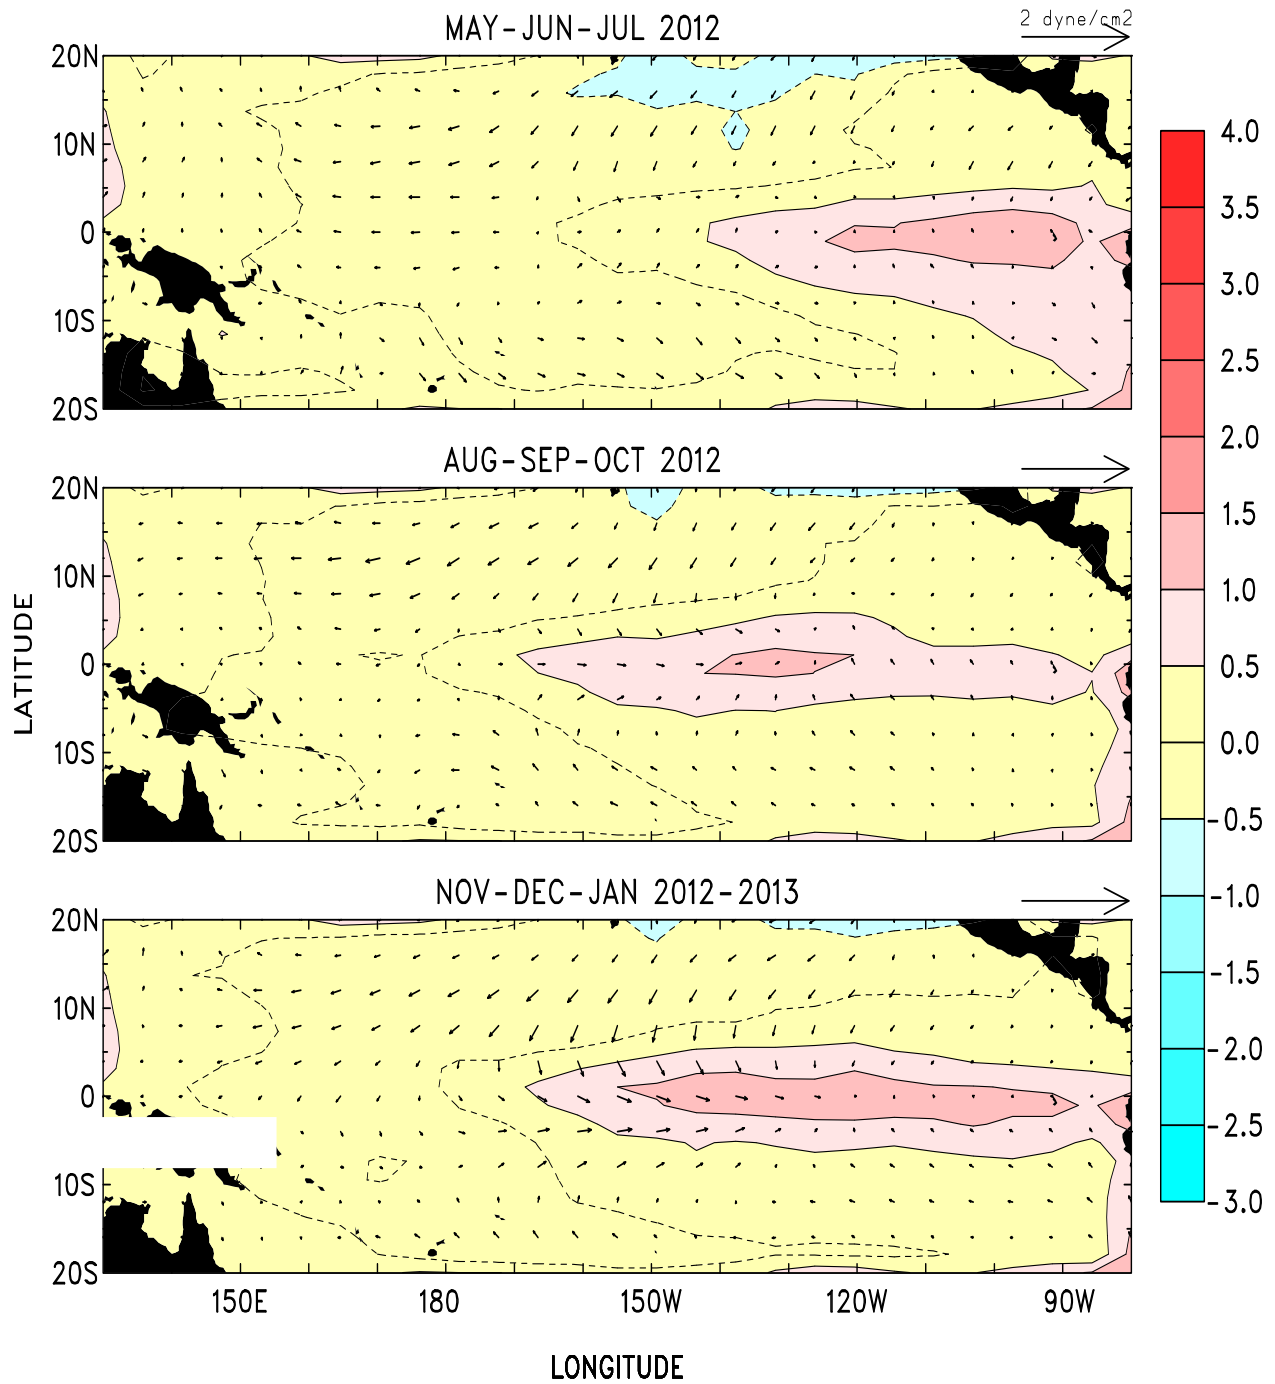 MAY-JUN-JUL 2012
2 dyne/cm2
20N
10N
0
10S
20S
AUG-SEP-OCT 2012
20N
10N
0
10S
20S
NOV-DEC-JAN 2012-2013
20N
10N
0
10S
20S
150E 180 150W 120W 90W
LONGITUDE
LATITUDE
4.0
3.5
3.0
2.5
2.0
1.5
1.0
0.5
0.0
-0.5
-1.0
-1.5
-2.0
-2.5
-3.0